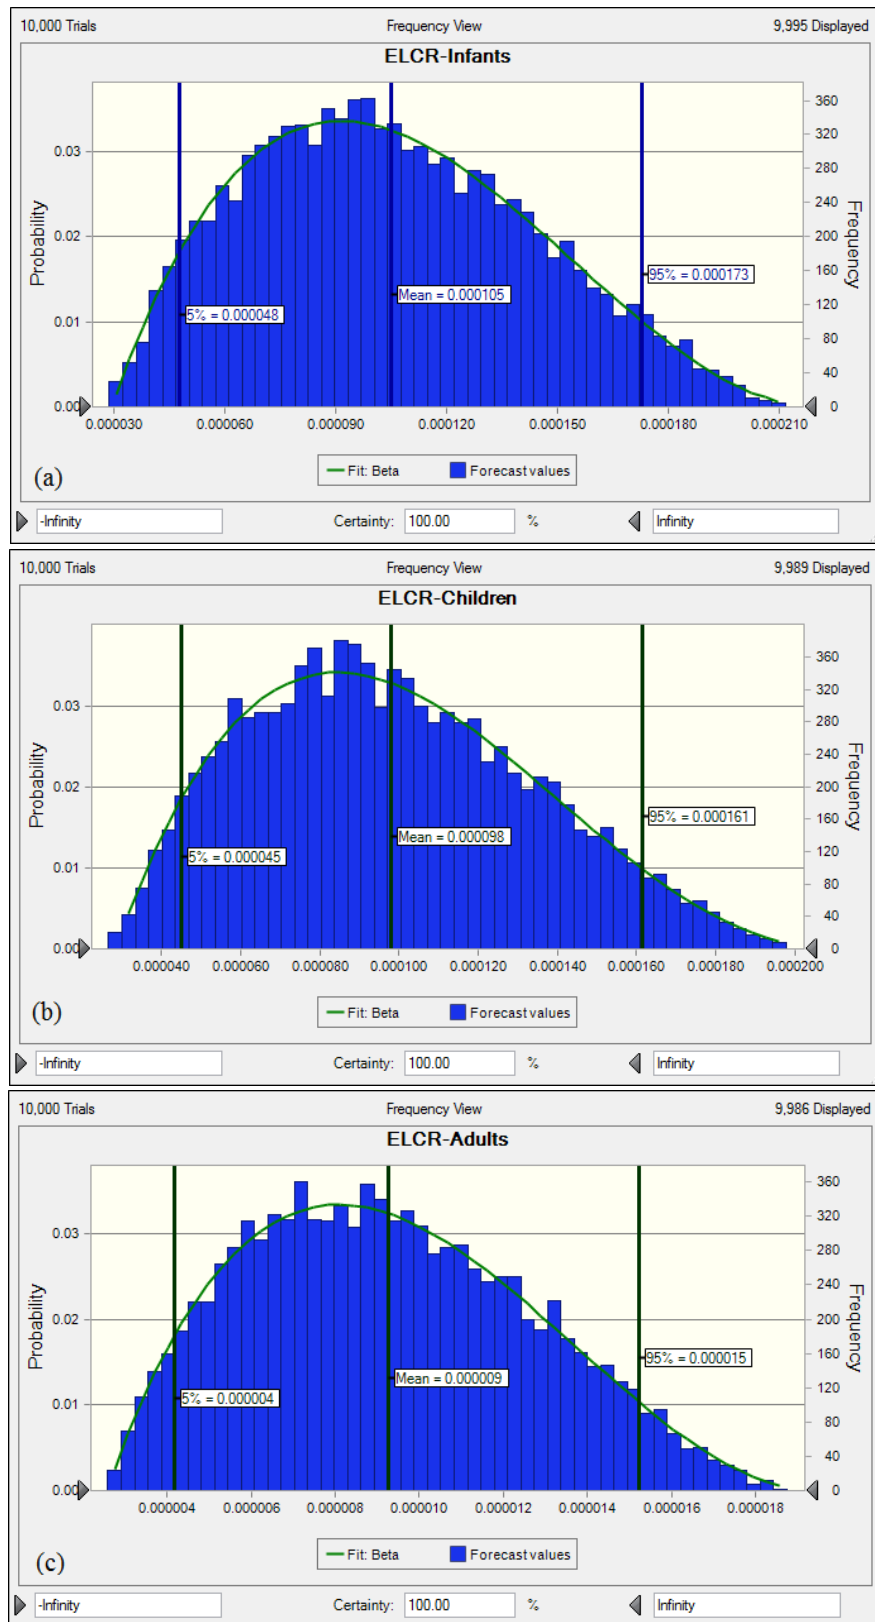 10,000 Trials Frequency View 9,995 Displayed
ELCR-Infants
Probability
Frequency
0.03
0.02
0.01
0.00
360
320
280
240
200
160
120
80
40
0
5% = 0.000048
Mean = 0.000105
95% = 0.000173
0.000030 0.000060 0.000090 0.000120 0.000150 0.000180 0.000210
Fit: Beta Forecast values
(a)
-Infinity Certainty: 100.00 % Infinity
10,000 Trials Frequency View 9,989 Displayed
ELCR-Children
Probability
Frequency
0.03
0.02
0.01
0.00
360
320
280
240
200
160
120
80
40
0
5% = 0.000045
Mean = 0.000098
95% = 0.000161
0.000040 0.000060 0.000080 0.000100 0.000120 0.000140 0.000160 0.000180 0.000200
Fit: Beta Forecast values
(b)
-Infinity Certainty: 100.00 % Infinity
10,000 Trials Frequency View 9,986 Displayed
ELCR-Adults
Probability
Frequency
0.03
0.02
0.01
0.00
360
320
280
240
200
160
120
80
40
0
5% = 0.000004
Mean = 0.000009
95% = 0.000015
0.000004 0.000006 0.000008 0.000010 0.000012 0.000014 0.000016 0.000018
Fit: Beta Forecast values
(c)
-Infinity Certainty: 100.00 % Infinity